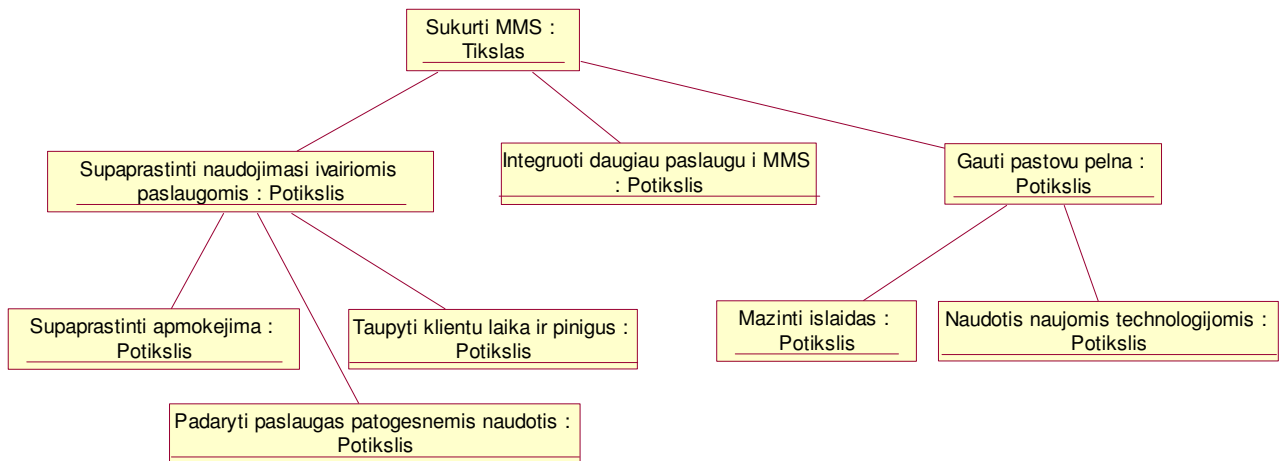 Sukurti MMS :
Tikslas
Supaprastinti naudojimasi ivairiomis
paslaugomis : Potikslis
Integruoti daugiau paslaugu i MMS
: Potikslis
Gauti pastovu pelna :
Potikslis
Supaprastinti apmokejima :
Potikslis
Taupyti klientu laika ir pinigus :
Potikslis
Mazinti islaidas :
Potikslis
Naudotis naujomis technologijomis :
Potikslis
Padaryti paslaugas patogesnemis naudotis :
Potikslis